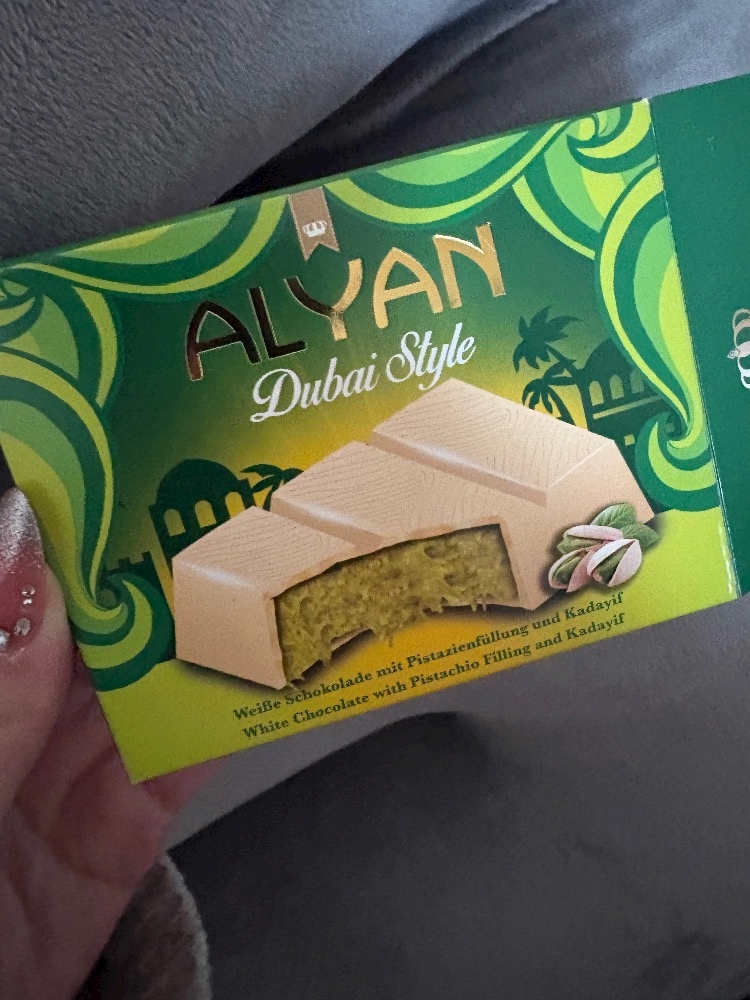 ALYAN
Dubai Style
Weiße Schokolade mit Pistazienfüllung und Kadayif
White Chocolate with Pistachio Filling and Kadayif